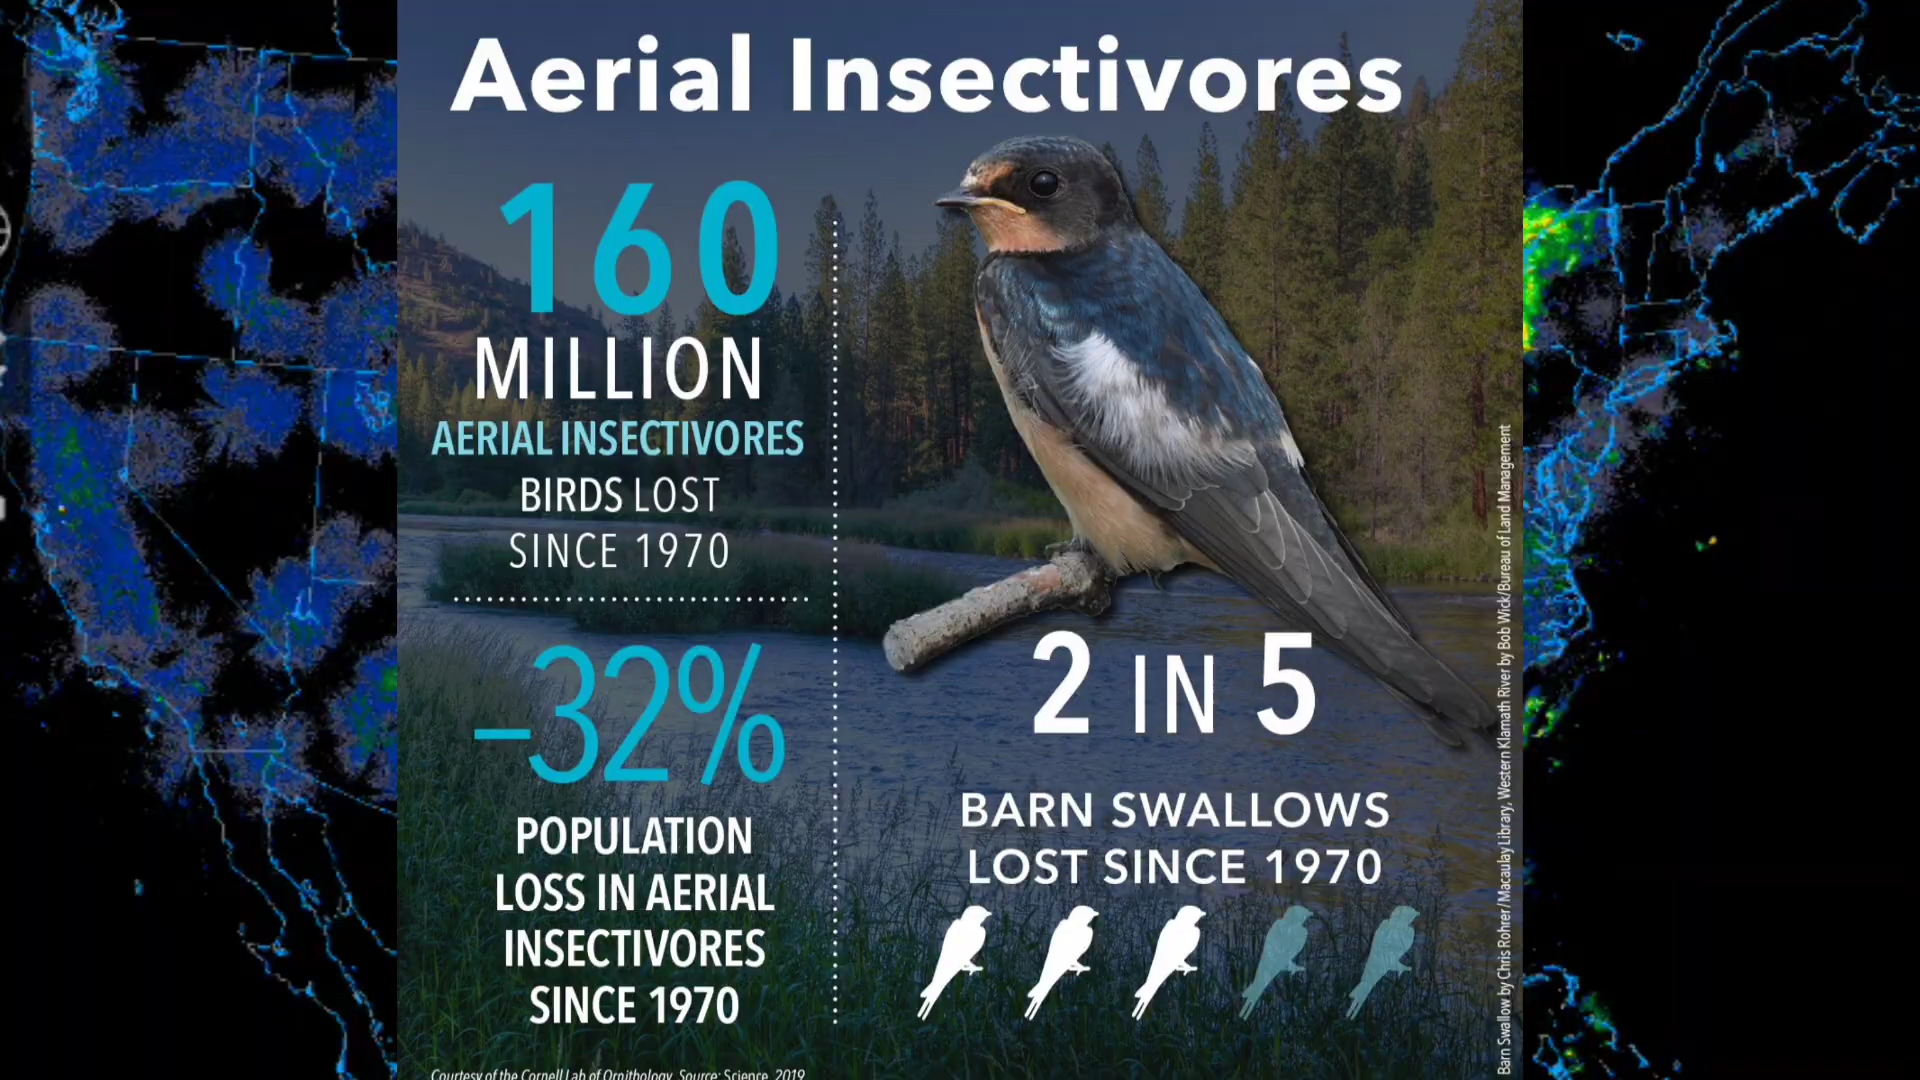 Aerial Insectivores
160
MILLION
AERIAL INSECTIVORES
BIRDS LOST
SINCE 1970
–32%
POPULATION
LOSS IN AERIAL
INSECTIVORES
SINCE 1970
2 IN 5
BARN SWALLOWS
LOST SINCE 1970
Courtesy of the Cornell Lab of Ornithology. Source: Science, 2019
Barn Swallow by Chris Rohrer / Macaulay Library, Western Klamath River by Bob Wick/Bureau of Land Management